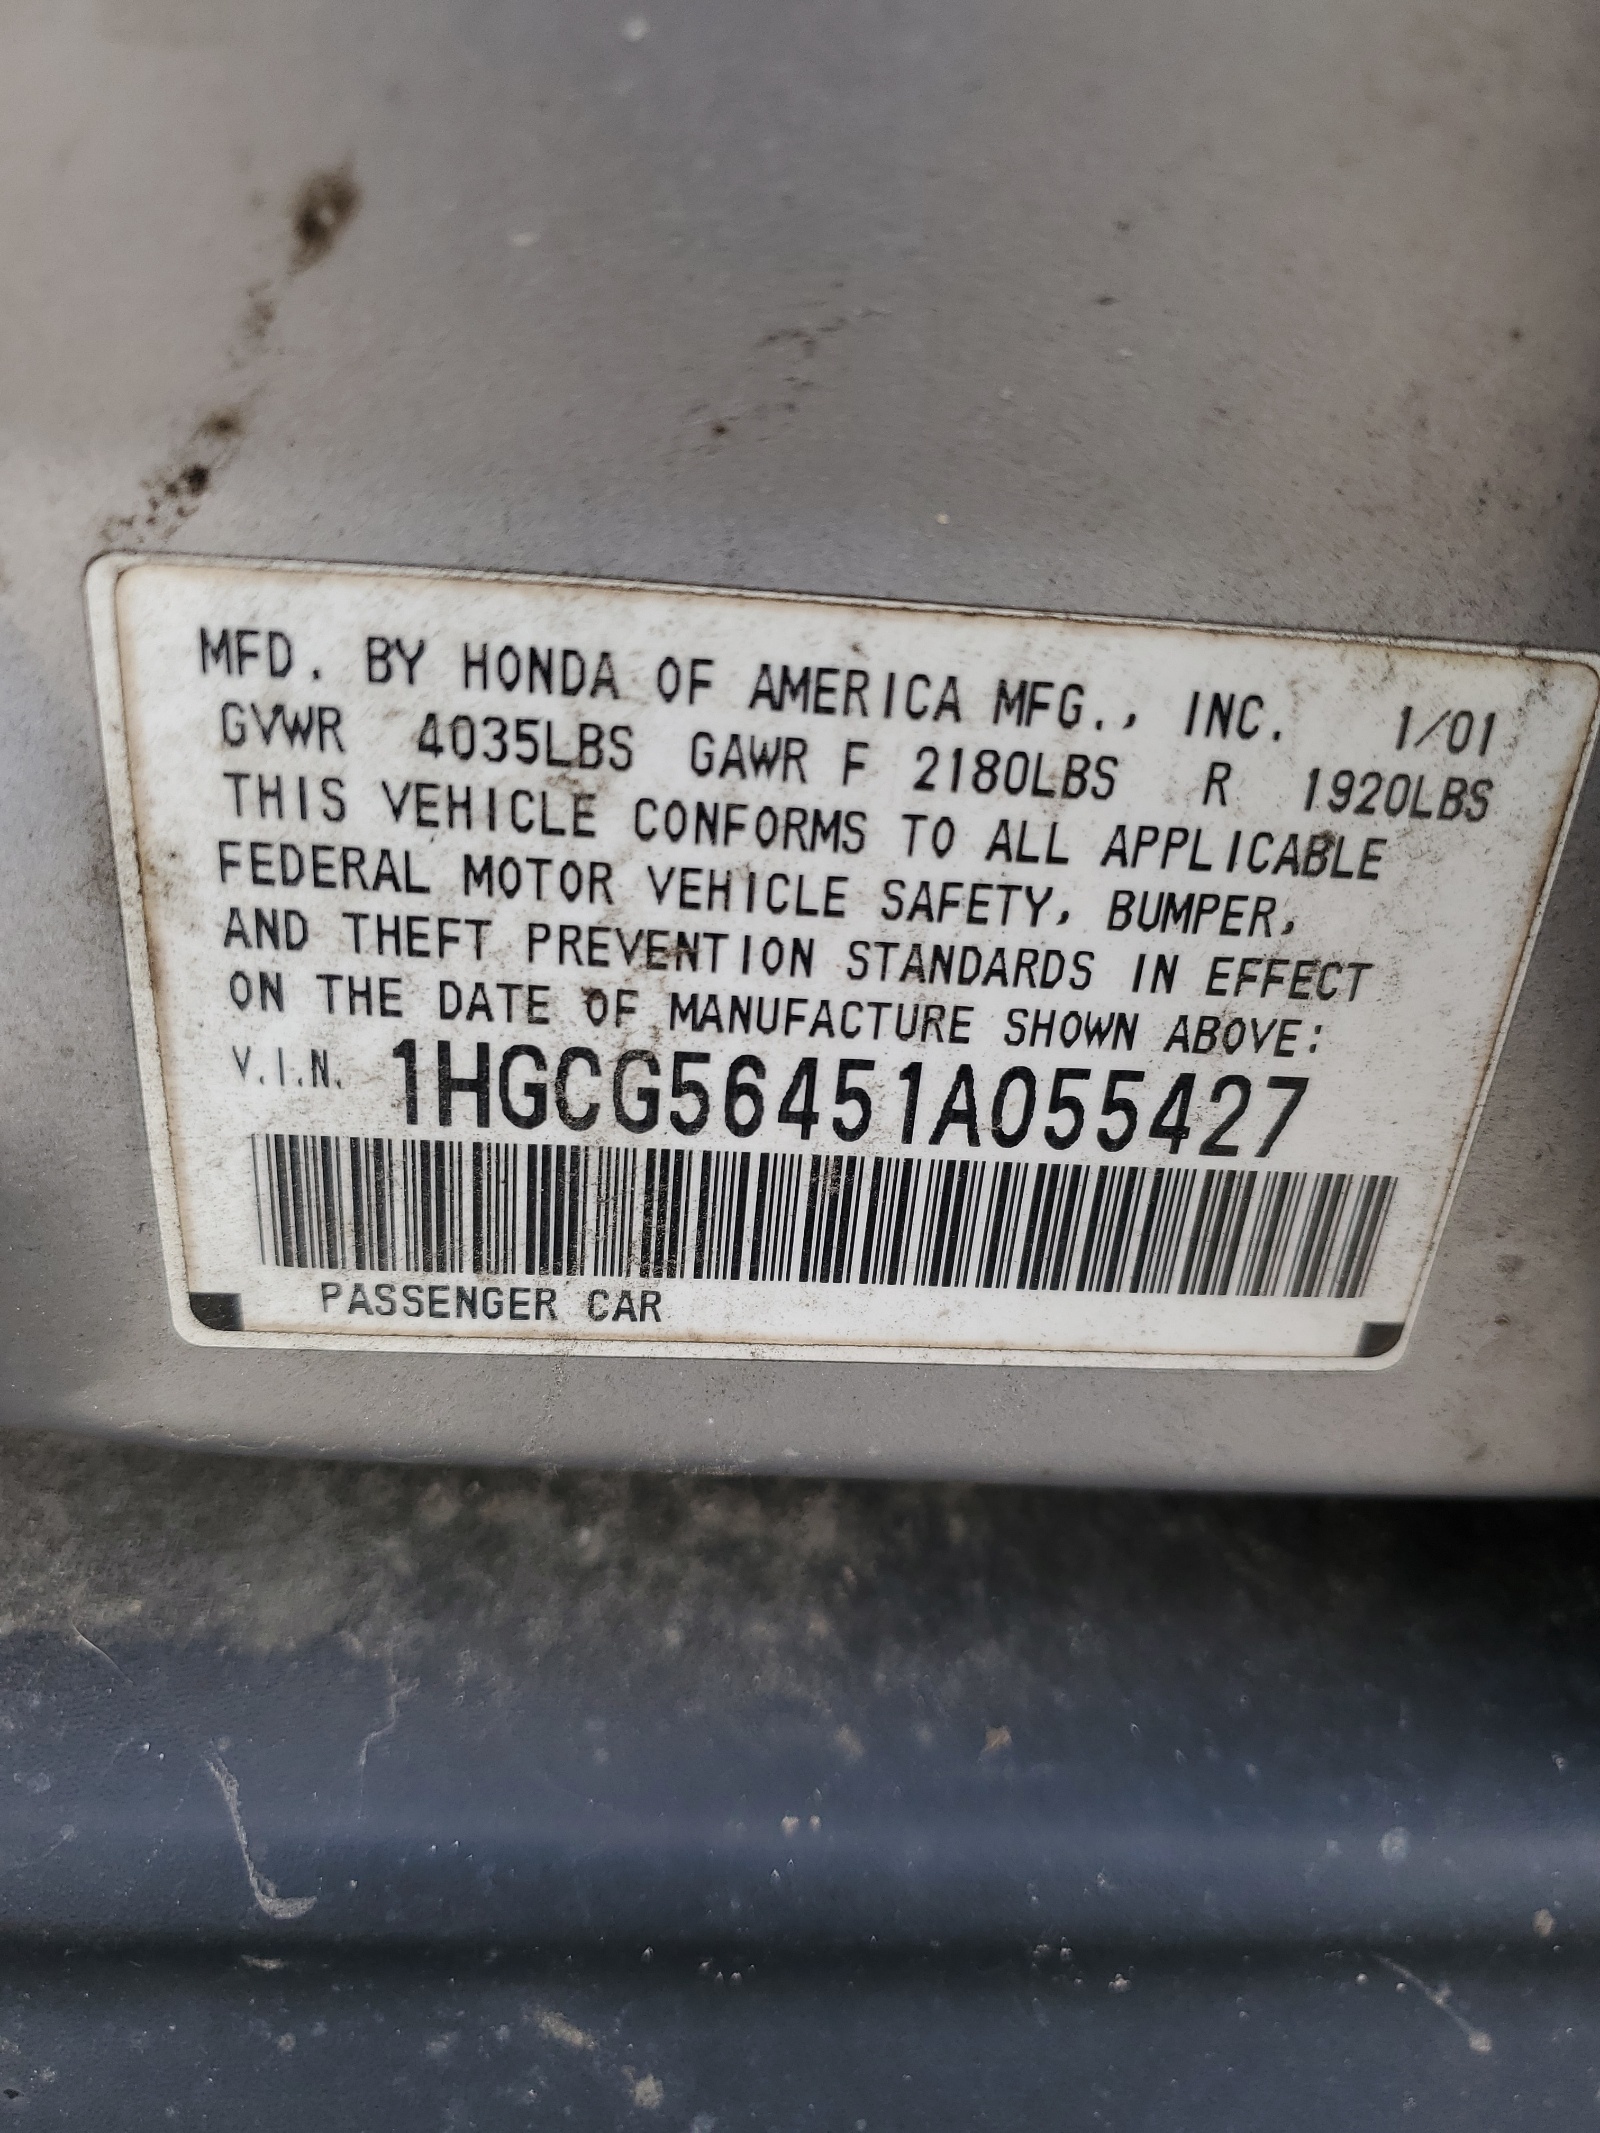 MFD. BY HONDA OF AMERICA MFG., INC. 1/01
GVWR 4035LBS GAWR F 2180LBS R 1920LBS
THIS VEHICLE CONFORMS TO ALL APPLICABLE
FEDERAL MOTOR VEHICLE SAFETY, BUMPER,
AND THEFT PREVENTION STANDARDS IN EFFECT
ON THE DATE OF MANUFACTURE SHOWN ABOVE:
V.I.N. 1HGCG56451A055427
PASSENGER CAR